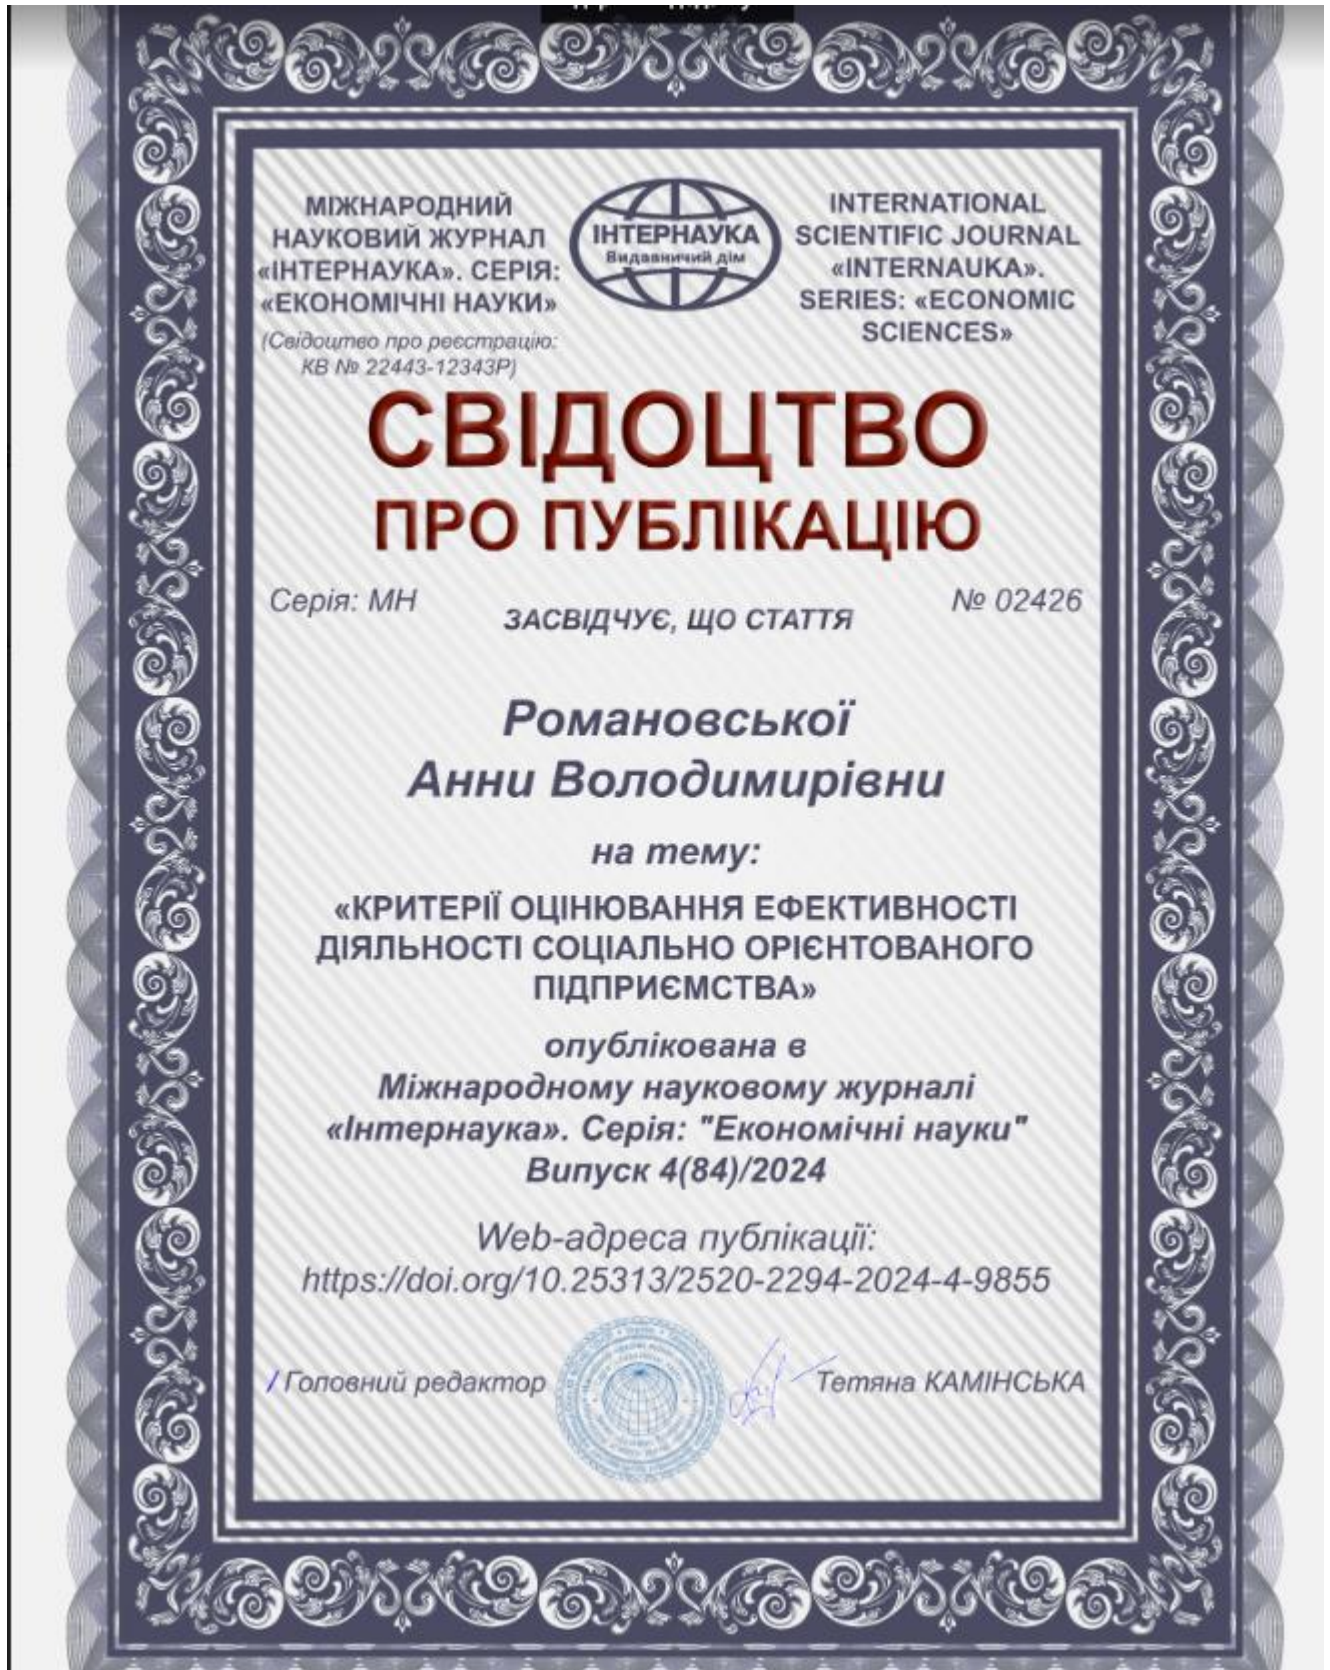 МІЖНАРОДНИЙ
НАУКОВИЙ ЖУРНАЛ
«ІНТЕРНАУКА». СЕРІЯ:
«ЕКОНОМІЧНІ НАУКИ»
(Свідоцтво про реєстрацію:
КВ № 22443-12343Р)
ІНТЕРНАУКА
Видавничий дім
INTERNATIONAL
SCIENTIFIC JOURNAL
«INTERNAUKA».
SERIES: «ECONOMIC
SCIENCES»
СВІДОЦТВО
ПРО ПУБЛІКАЦІЮ
Серія: МН
№ 02426
ЗАСВІДЧУЄ, ЩО СТАТТЯ
Романовської
Анни Володимирівни
на тему:
«КРИТЕРІЇ ОЦІНЮВАННЯ ЕФЕКТИВНОСТІ
ДІЯЛЬНОСТІ СОЦІАЛЬНО ОРІЄНТОВАНОГО
ПІДПРИЄМСТВА»
опублікована в
Міжнародному науковому журналі
«Інтернаука». Серія: "Економічні науки"
Випуск 4(84)/2024
Web-адреса публікації:
https://doi.org/10.25313/2520-2294-2024-4-9855
Головний редактор
Тетяна КАМІНСЬКА